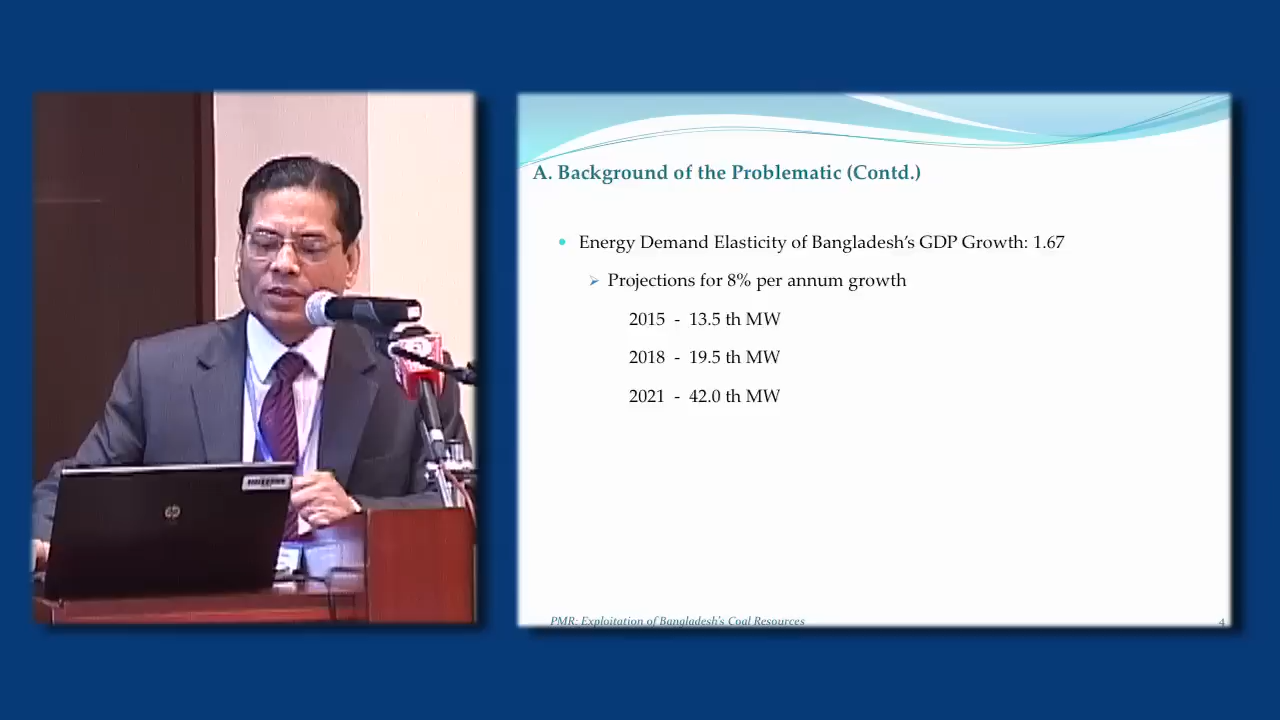 A. Background of the Problematic (Contd.)
Energy Demand Elasticity of Bangladesh's GDP Growth: 1.67
Projections for 8% per annum growth
2015 - 13.5 th MW
2018 - 19.5 th MW
2021 - 42.0 th MW
PMR: Exploitation of Bangladesh's Coal Resources
4
hp